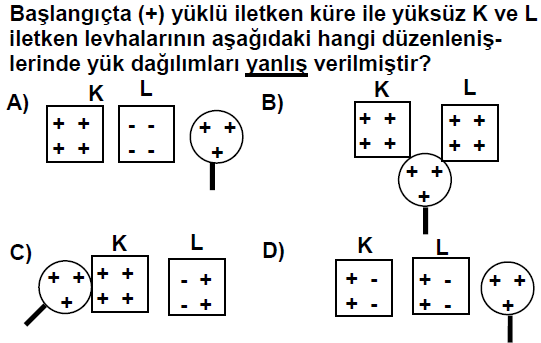 Başlangıçta (+) yüklü iletken küre ile yüksüz K ve L
iletken levhalarının aşağıdaki hangi düzenleniş-
lerinde yük dağılımları yanlış verilmiştir?
A) K L
+ + - - + +
+ + - - +
B) K L
+ + + +
+ + + +
+ +
+
C) K L
+ + + + - +
+ + + - +
D) K L
+ - + - + +
+ - + - +